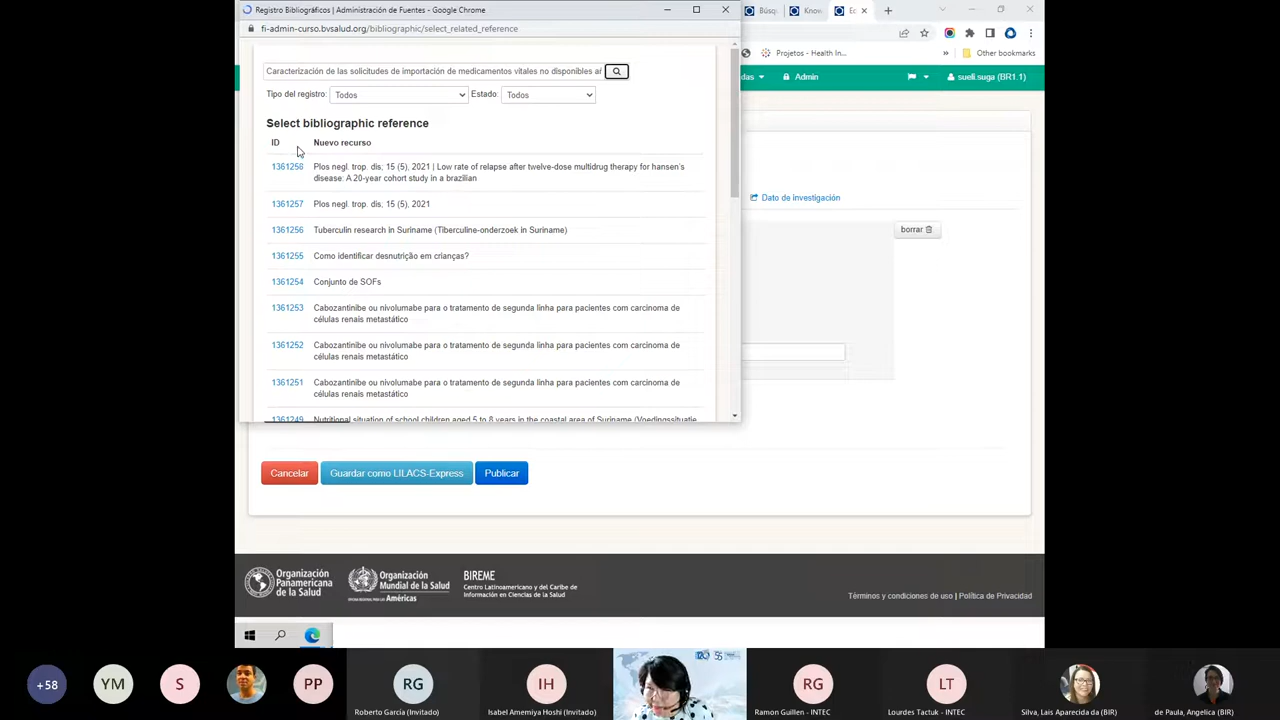 Registro Bibliográficos | Administración de Fuentes - Google Chrome
fi-admin-curso.bvsalud.org/bibliographic/select_related_reference
Caracterización de las solicitudes de importación de medicamentos vitales no disponibles a/
Tipo del registro: Todos Estado: Todos
Select bibliographic reference
ID Nuevo recurso
1361258 Plos negl. trop. dis; 15 (5), 2021 | Low rate of relapse after twelve-dose multidrug therapy for hansen's
disease: A 20-year cohort study in a brazilian
1361257 Plos negl. trop. dis; 15 (5), 2021
1361256 Tuberculin research in Suriname (Tiberculine-onderzoek in Suriname)
1361255 Como identificar desnutrição em crianças?
1361254 Conjunto de SOFs
1361253 Cabozantinibe ou nivolumabe para o tratamento de segunda linha para pacientes com carcinoma de
células renais metastático
1361252 Cabozantinibe ou nivolumabe para o tratamento de segunda linha para pacientes com carcinoma de
células renais metastático
1361251 Cabozantinibe ou nivolumabe para o tratamento de segunda linha para pacientes com carcinoma de
células renais metastático
1361249 Nutritional situation of school children aged 5 to 8 years in the coastal area of Suriname (Voedingssituatie
Búsq Know Ec
Projetos - Health In... » Other bookmarks
das Admin sueli.suga (BR1.1)
Dato de investigación
borrar
Cancelar Guardar como LILACS-Express Publicar
Organización
Panamericana
de la Salud
Organización
Mundial de la Salud
Américas
BIREME
Centro Latinoamericano y del Caribe de
Información en Ciencias de la Salud
Términos y condiciones de uso | Política de Privacidad
+58 YM S PP RG IH RG LT
Roberto García (Invitado) Isabel Amemiya Hoshi (Invitado) Ramon Guillen - INTEC Lourdes Tactuk - INTEC Silva, Lais Aparecida da (BIR) de Paula, Angelica (BIR)